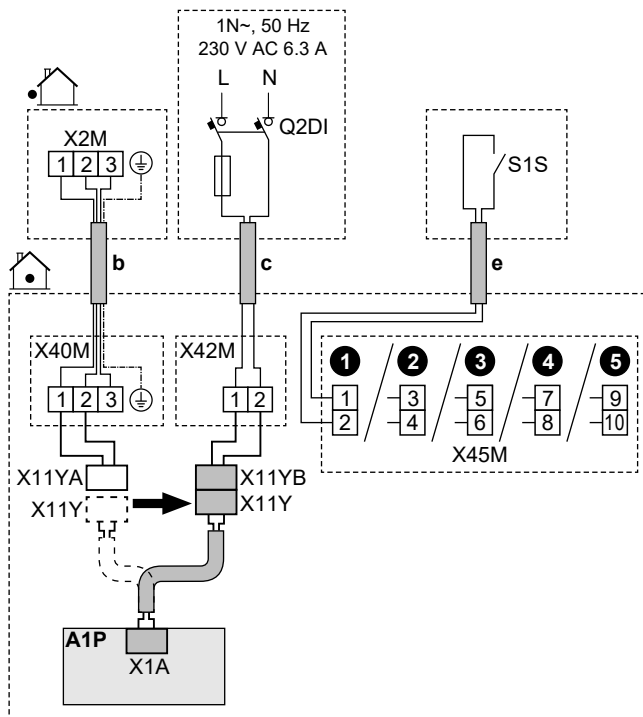 1N~, 50 Hz
230 V AC 6.3 A
L N
Q2DI
X2M
1 2 3
S1S
b
c
e
X40M
1 2 3
X42M
1 2
1 2 3 4 5
1 3 5 7 9
2 4 6 8 10
X45M
X11YA
X11Y
X11YB
X11Y
A1P
X1A